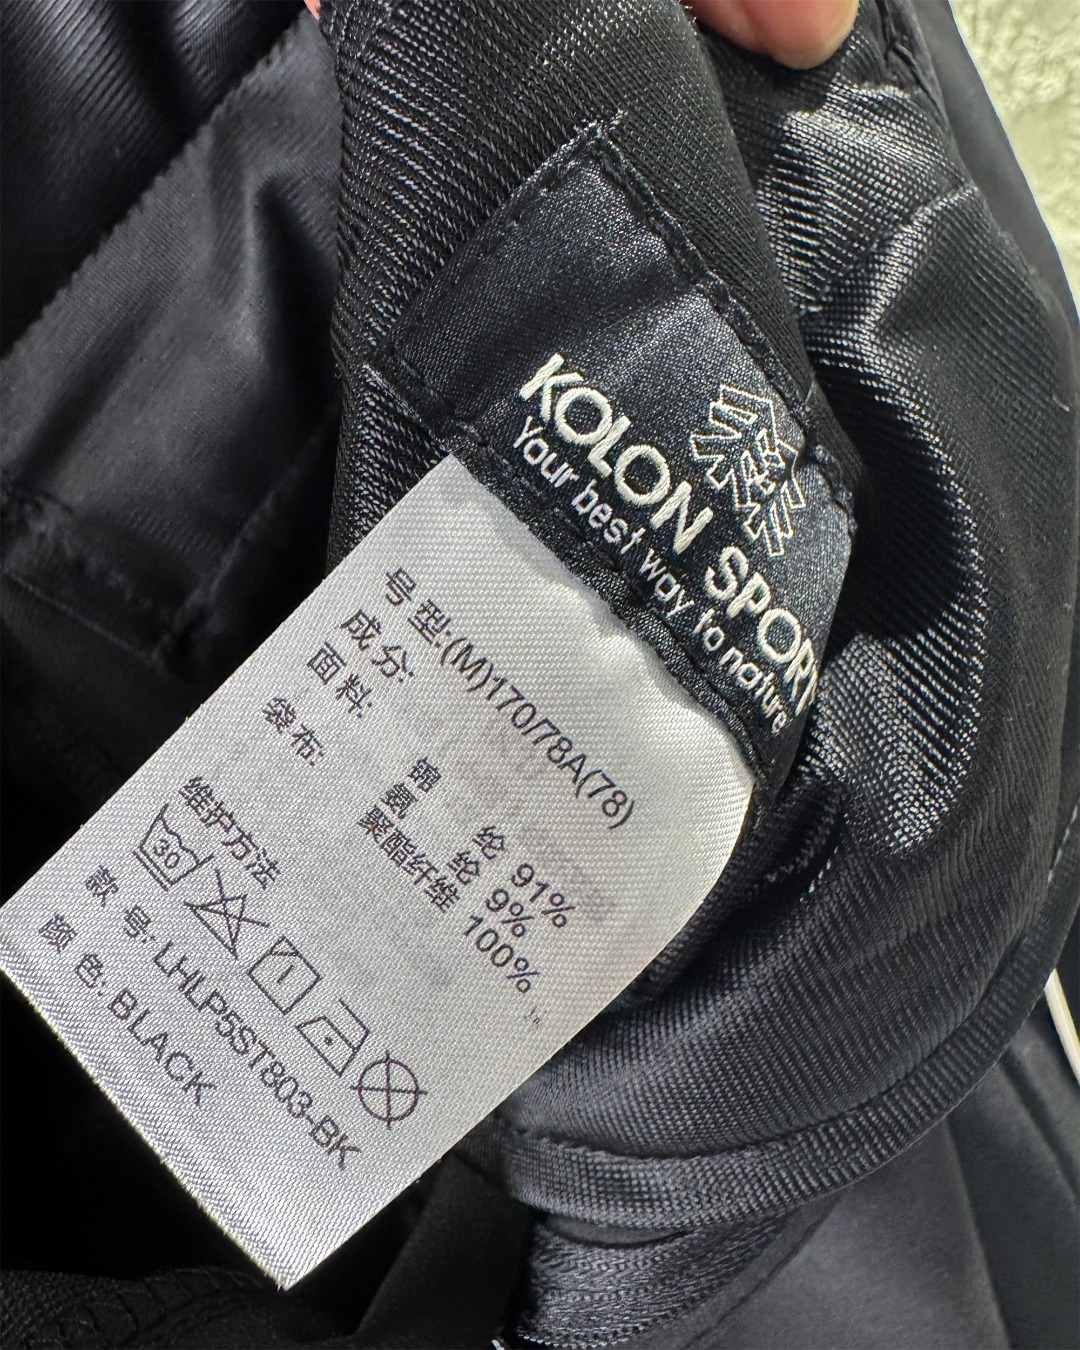 KOLON SPORT
Your best way to nature
号 型:(M)170/78A(78)
成 分:
面 料: 锦 纶 91%
氨 纶 9%
袋 布: 聚酯纤维 100%
维护方法
30
款 号: LHLP5ST803-BK
颜 色: BLACK